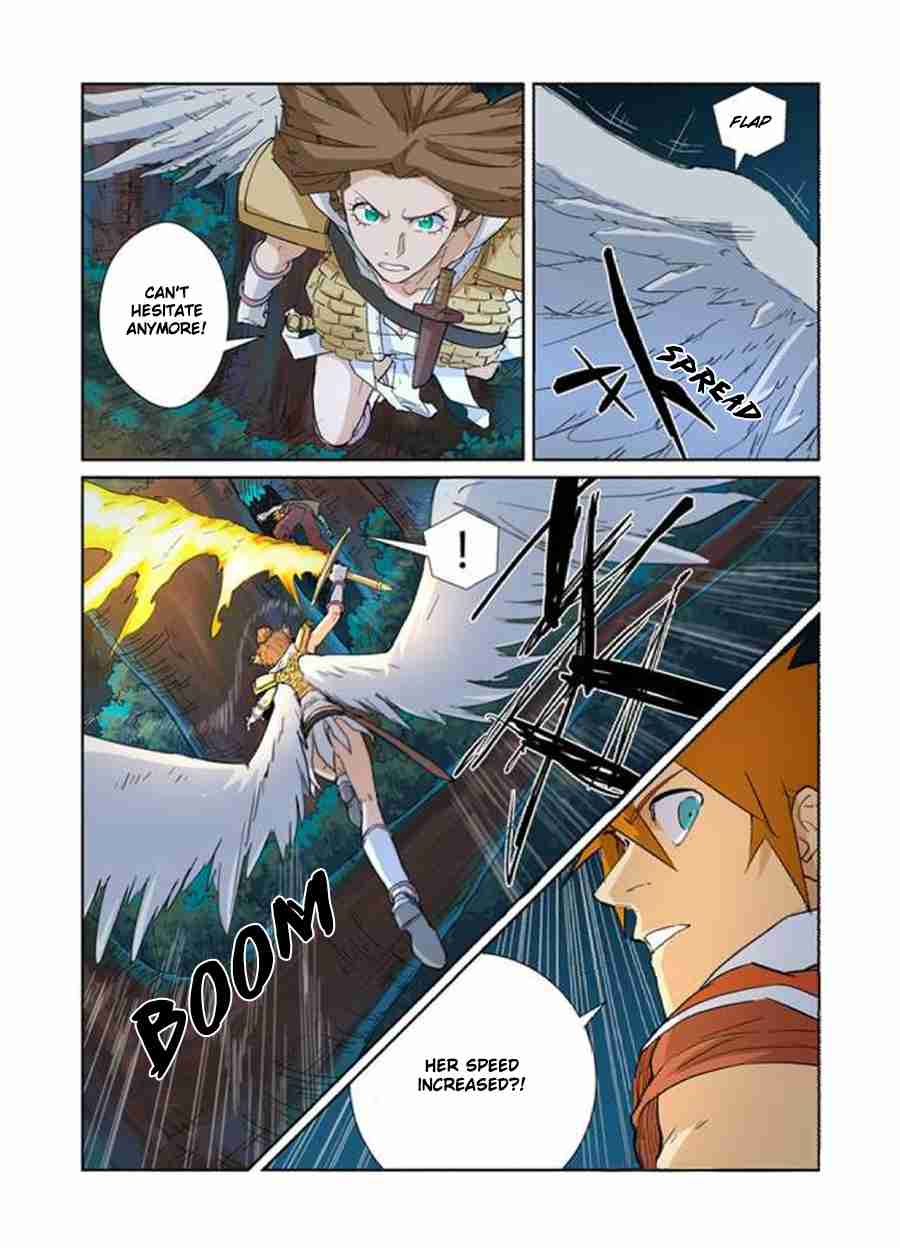 CAN'T
HESITATE
ANYMORE!
FLAP
SPREAD
!
BOOM
HER SPEED
INCREASED?!